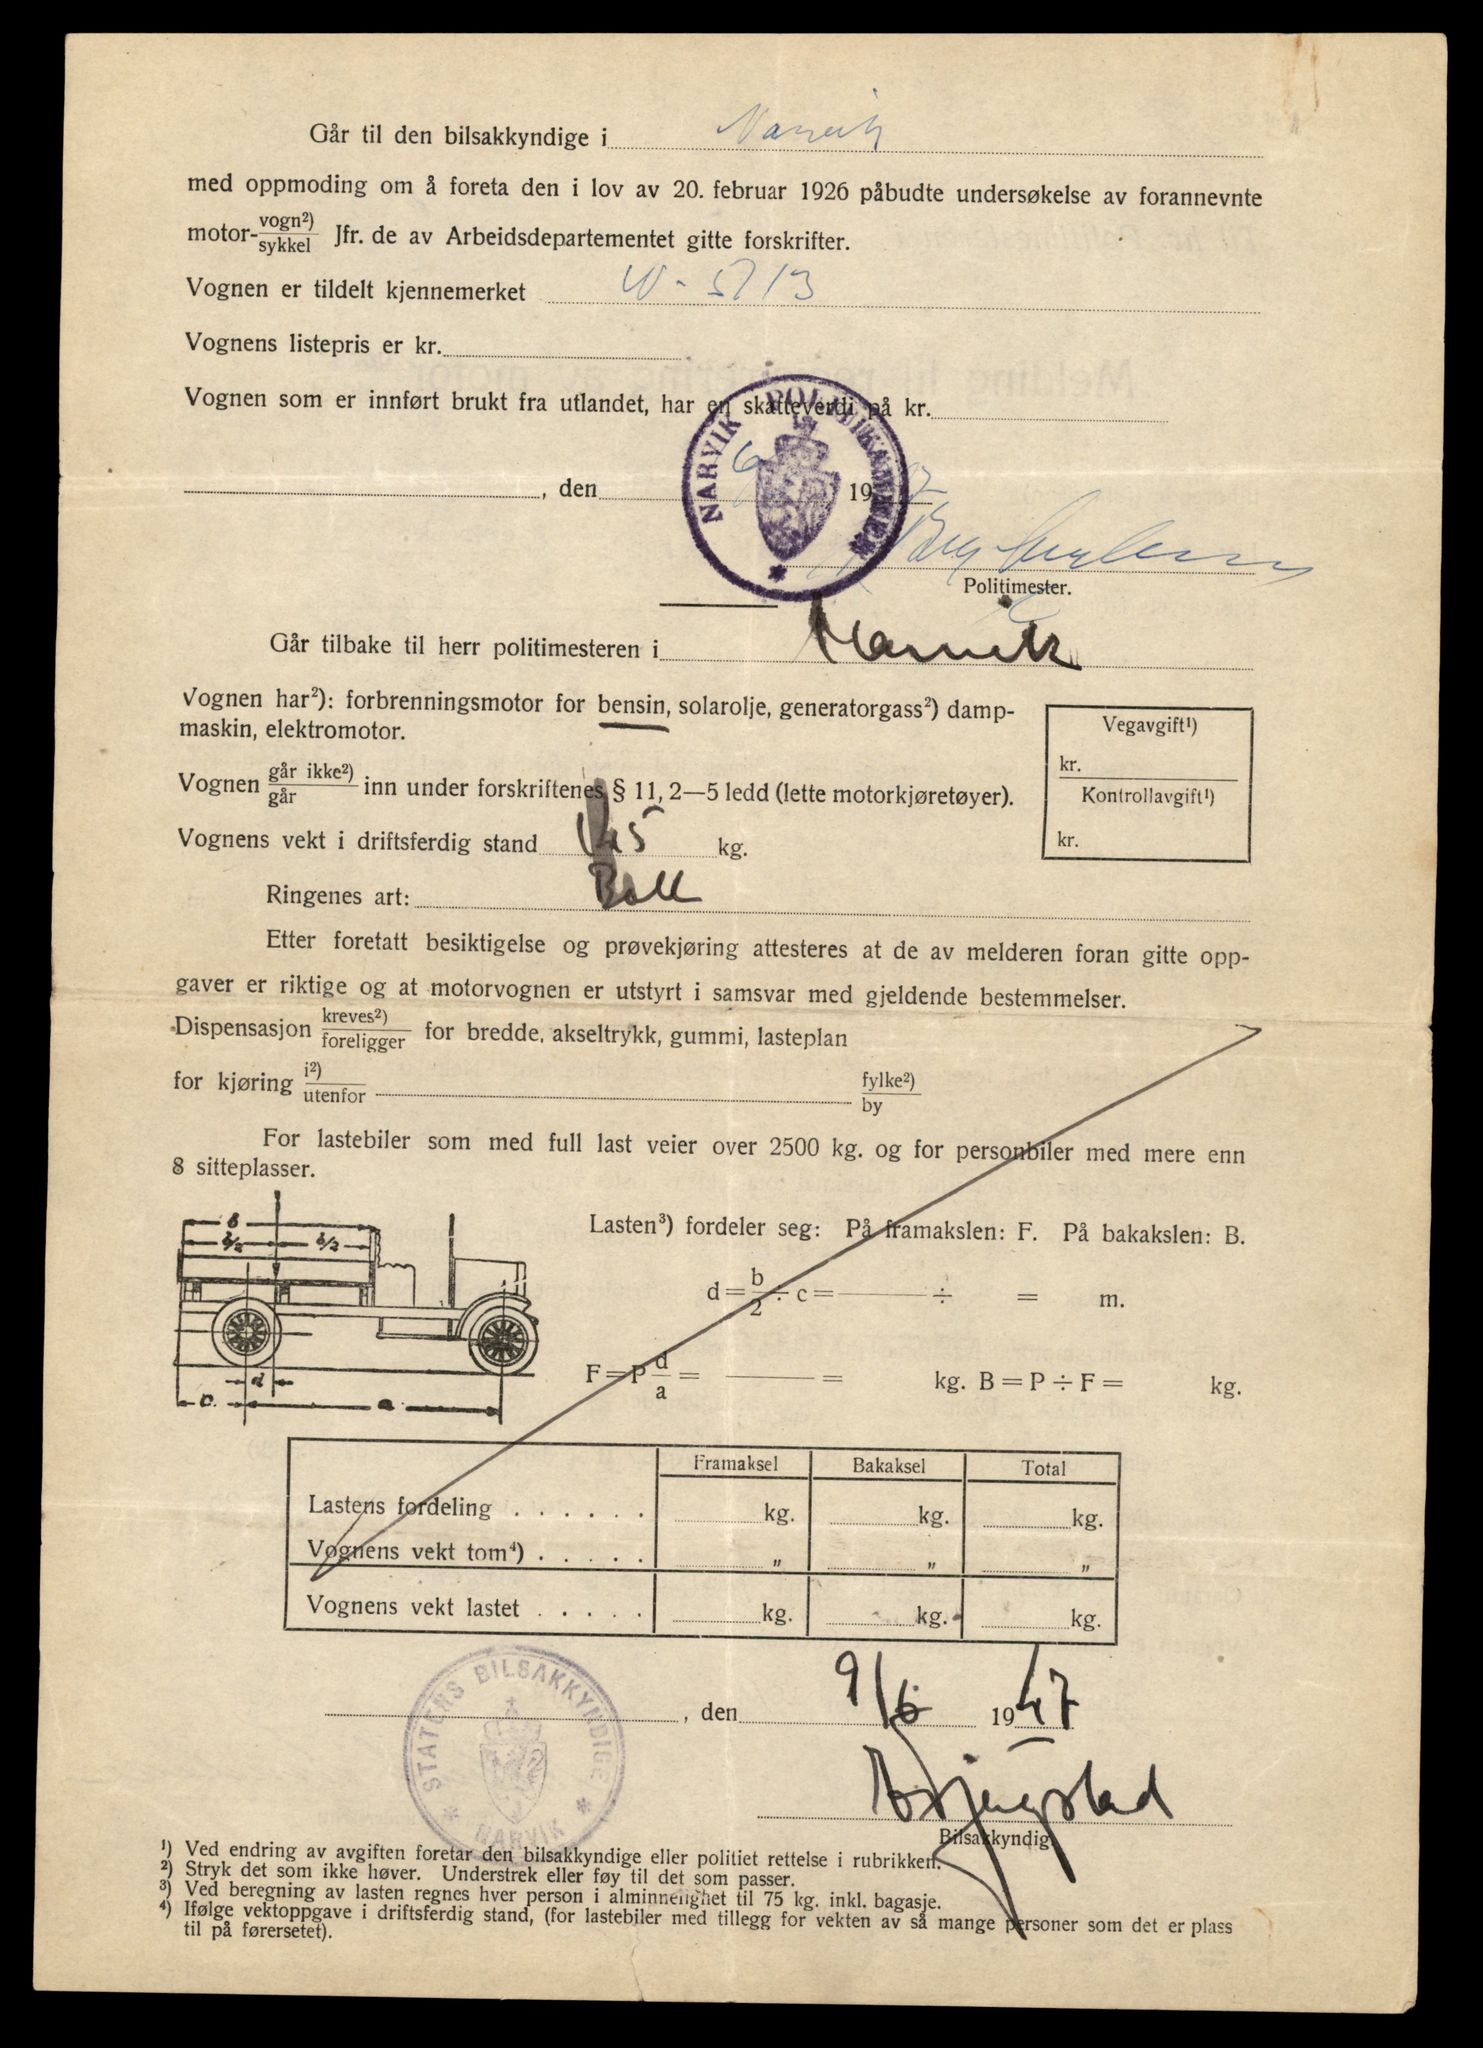 Går til den bilsakkyndige i Narvik
med oppmoding om å foreta den i lov av 20. februar 1926 påbudte undersøkelse av forannevnte
motor- vogn²) / sykkel Jfr. de av Arbeidsdepartementet gitte forskrifter.
Vognen er tildelt kjennemerket W-5713
Vognens listepris er kr.
Vognen som er innført brukt fra utlandet, har en skatteverdi på kr.
NARVIK POLITIKAMMER
, den 6 19
Politimester.
Går tilbake til herr politimesteren i Narvik
Vognen har²): forbrenningsmotor for bensin, solarolje, generatorgass²) damp-
maskin, elektromotor.
Vegavgift¹)
kr.
Kontrollavgift¹)
kr.
Vognen går ikke²) / går inn under forskriftenes § 11, 2—5 ledd (lette motorkjøretøyer).
Vognens vekt i driftsferdig stand kg.
Ringenes art: Ball
Etter foretatt besiktigelse og prøvekjøring attesteres at de av melderen foran gitte opp-
gaver er riktige og at motorvognen er utstyrt i samsvar med gjeldende bestemmelser.
Dispensasjon kreves²) / foreligger for bredde, akseltrykk, gummi, lasteplan
for kjøring i²) / utenfor fylke²) / by
For lastebiler som med full last veier over 2500 kg. og for personbiler med mere enn
8 sitteplasser.
b
b/2 b/2
d
c. a
Lasten³) fordeler seg: På framakslen: F. På bakakslen: B.
d = b/2 ÷ c = ÷ = m.
F = P d/a = = kg. B = P ÷ F = kg.
Framaksel Bakaksel Total
Lastens fordeling . . . . . . kg. kg. kg.
Vognens vekt tom⁴) . . . . . „ „ „
Vognens vekt lastet . . . . . kg. kg. kg.
STATENS BILSAKKYNDIGE NARVIK
, den 9/6 1947
Bilsakkyndig.
¹) Ved endring av avgiften foretar den bilsakkyndige eller politiet rettelse i rubrikken.
²) Stryk det som ikke høver. Understrek eller føy til det som passer.
³) Ved beregning av lasten regnes hver person i alminnelighet til 75 kg. inkl. bagasje.
⁴) Ifølge vektoppgave i driftsferdig stand, (for lastebiler med tillegg for vekten av så mange personer som det er plass
til på førersetet).